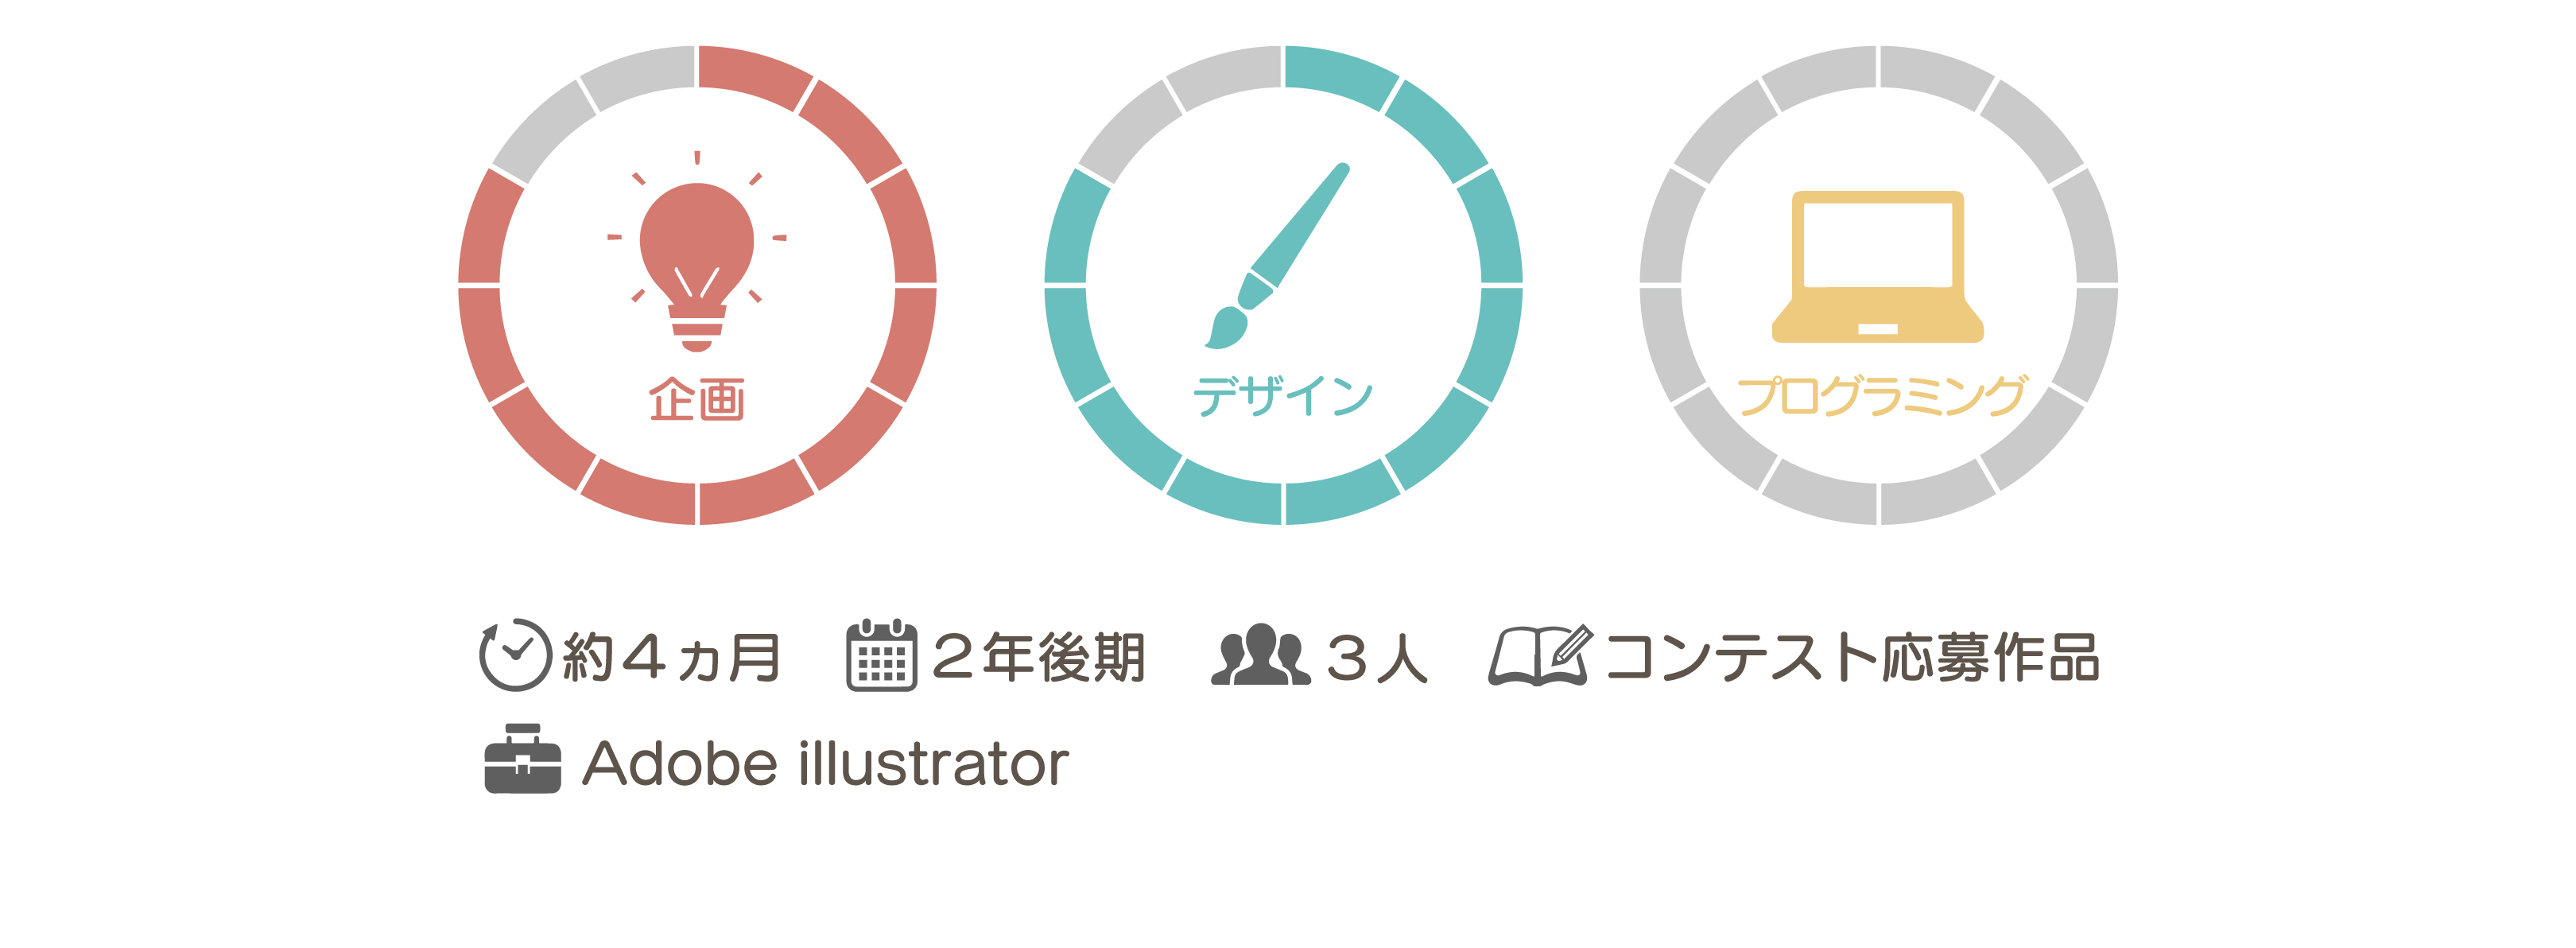 企画
デザイン
プログラミング
約４ヵ月
２年後期
３人
コンテスト応募作品
Adobe illustrator